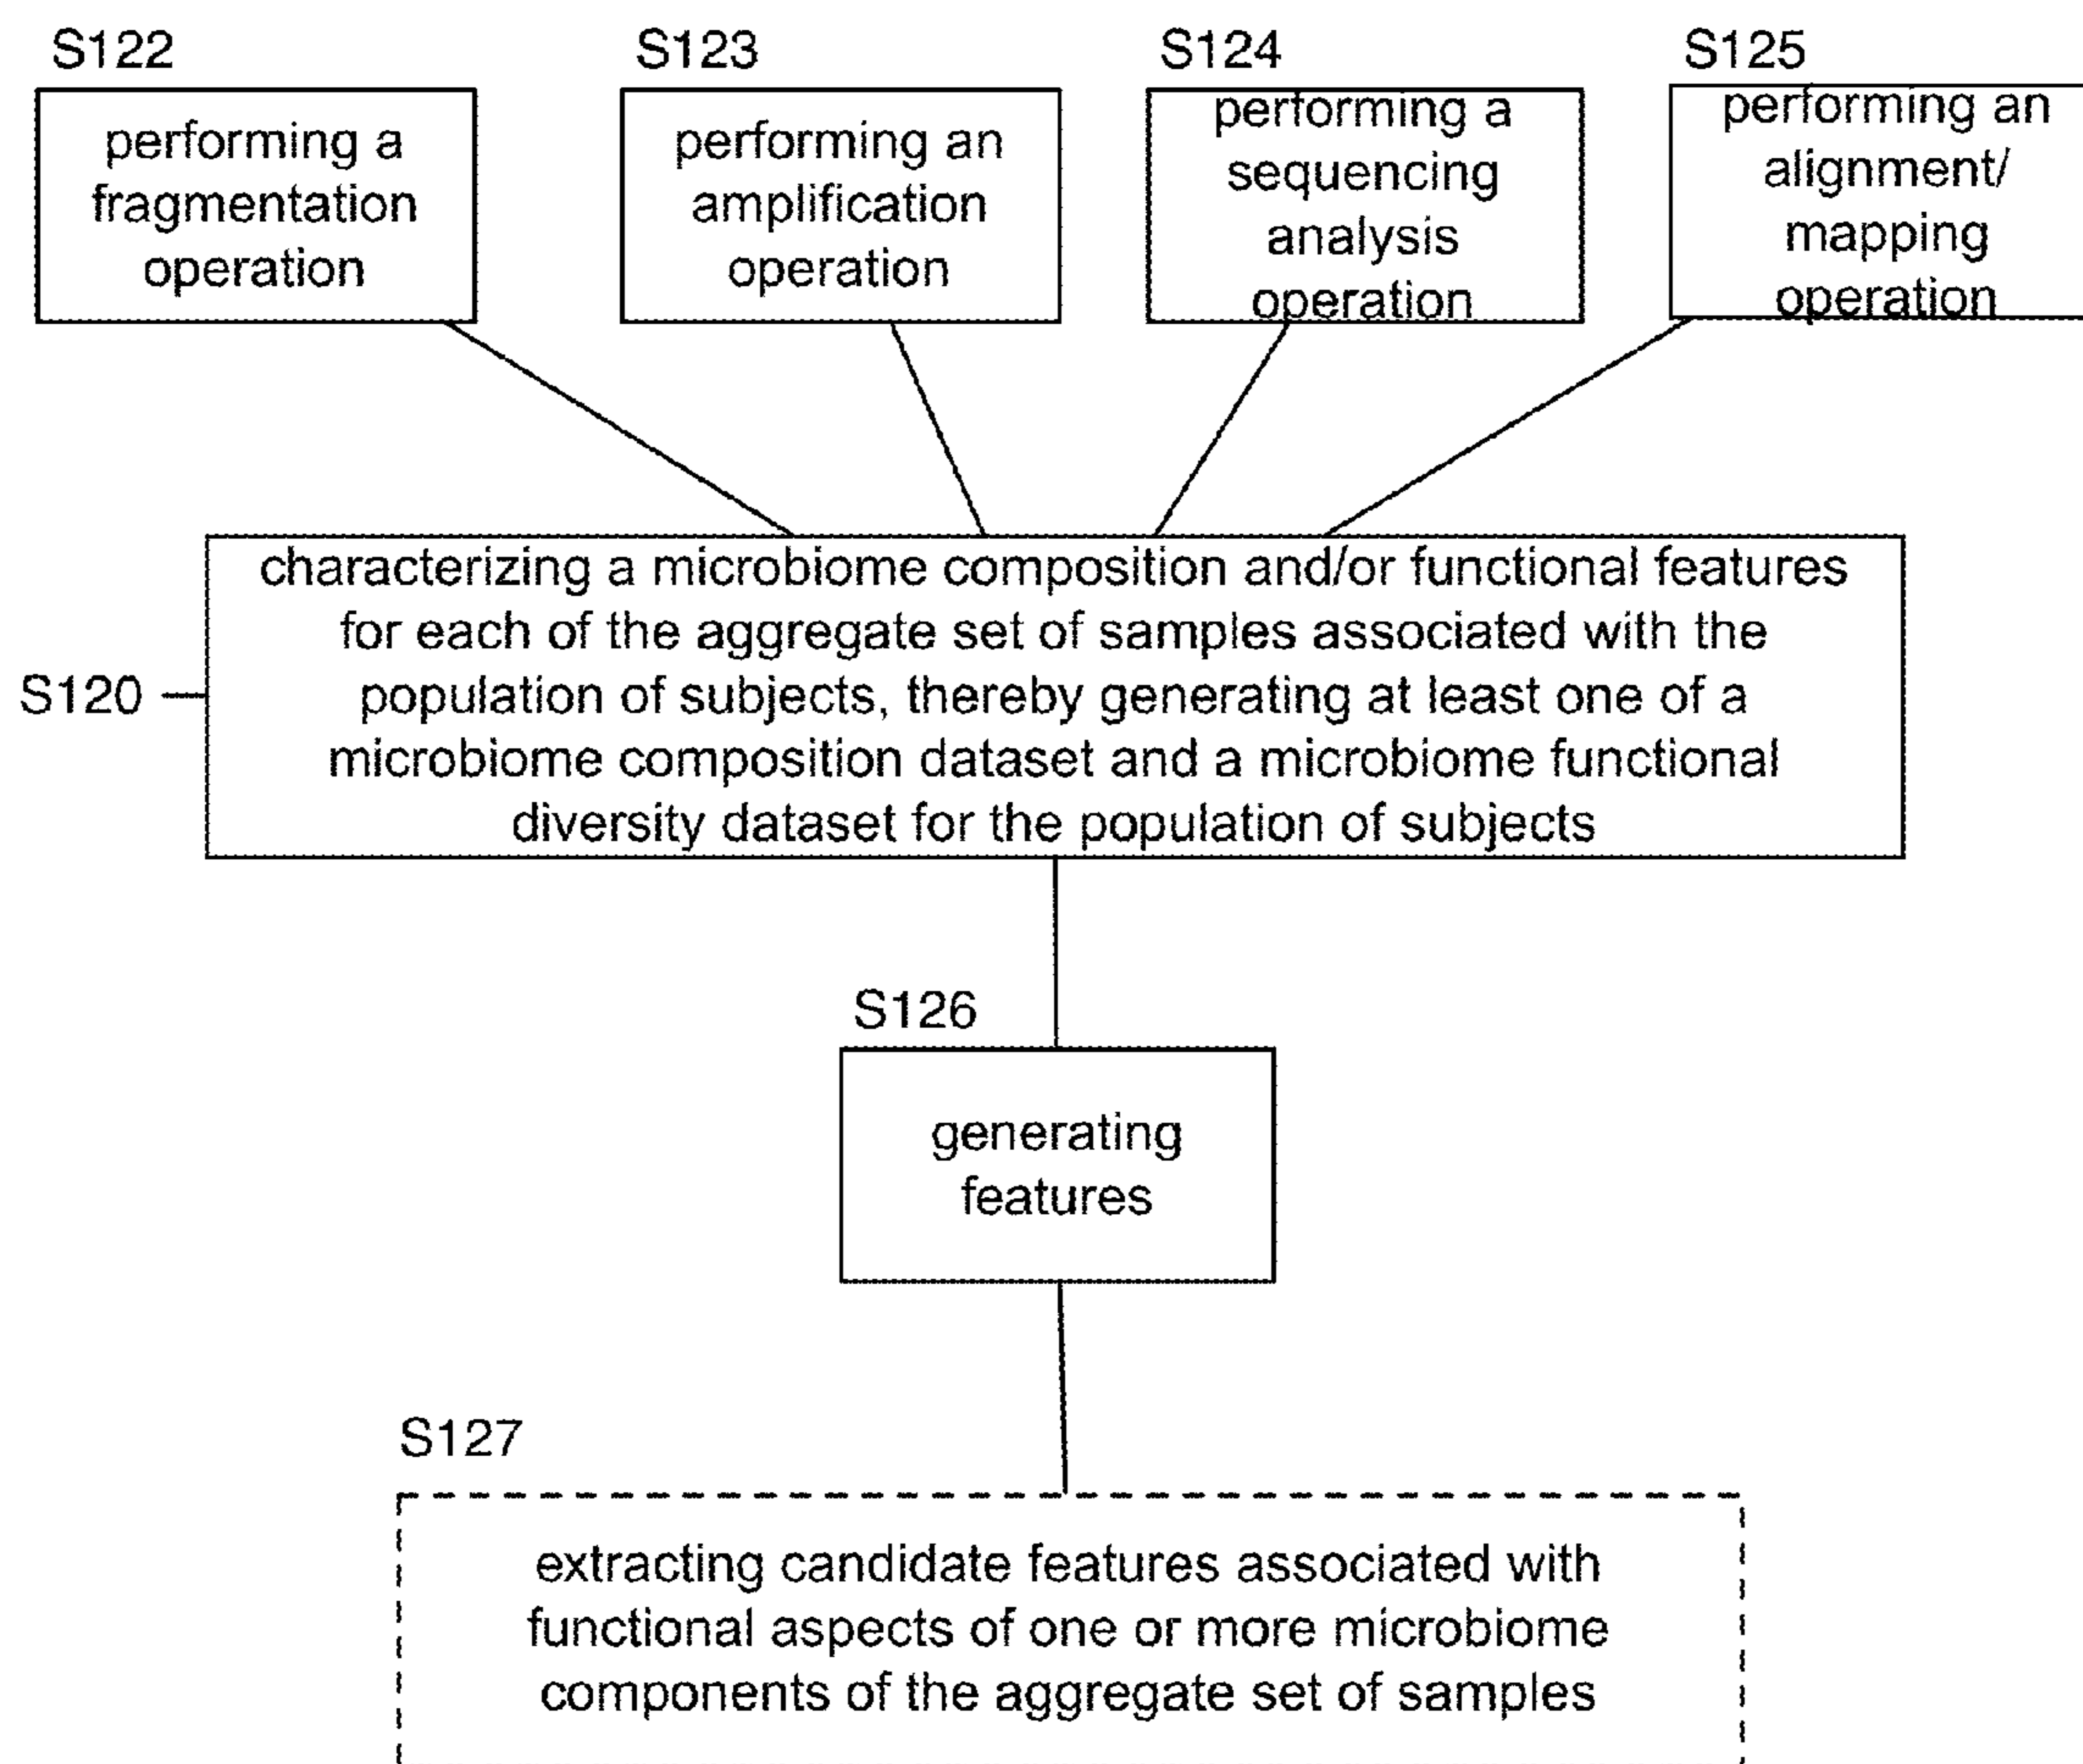 S122
performing a
fragmentation
operation
S123
performing an
amplification
operation
S124
performing a
sequencing
analysis
operation
S125
performing an
alignment/
mapping
operation
S120
characterizing a microbiome composition and/or functional features
for each of the aggregate set of samples associated with the
population of subjects, thereby generating at least one of a
microbiome composition dataset and a microbiome functional
diversity dataset for the population of subjects
S126
generating
features
S127
extracting candidate features associated with
functional aspects of one or more microbiome
components of the aggregate set of samples